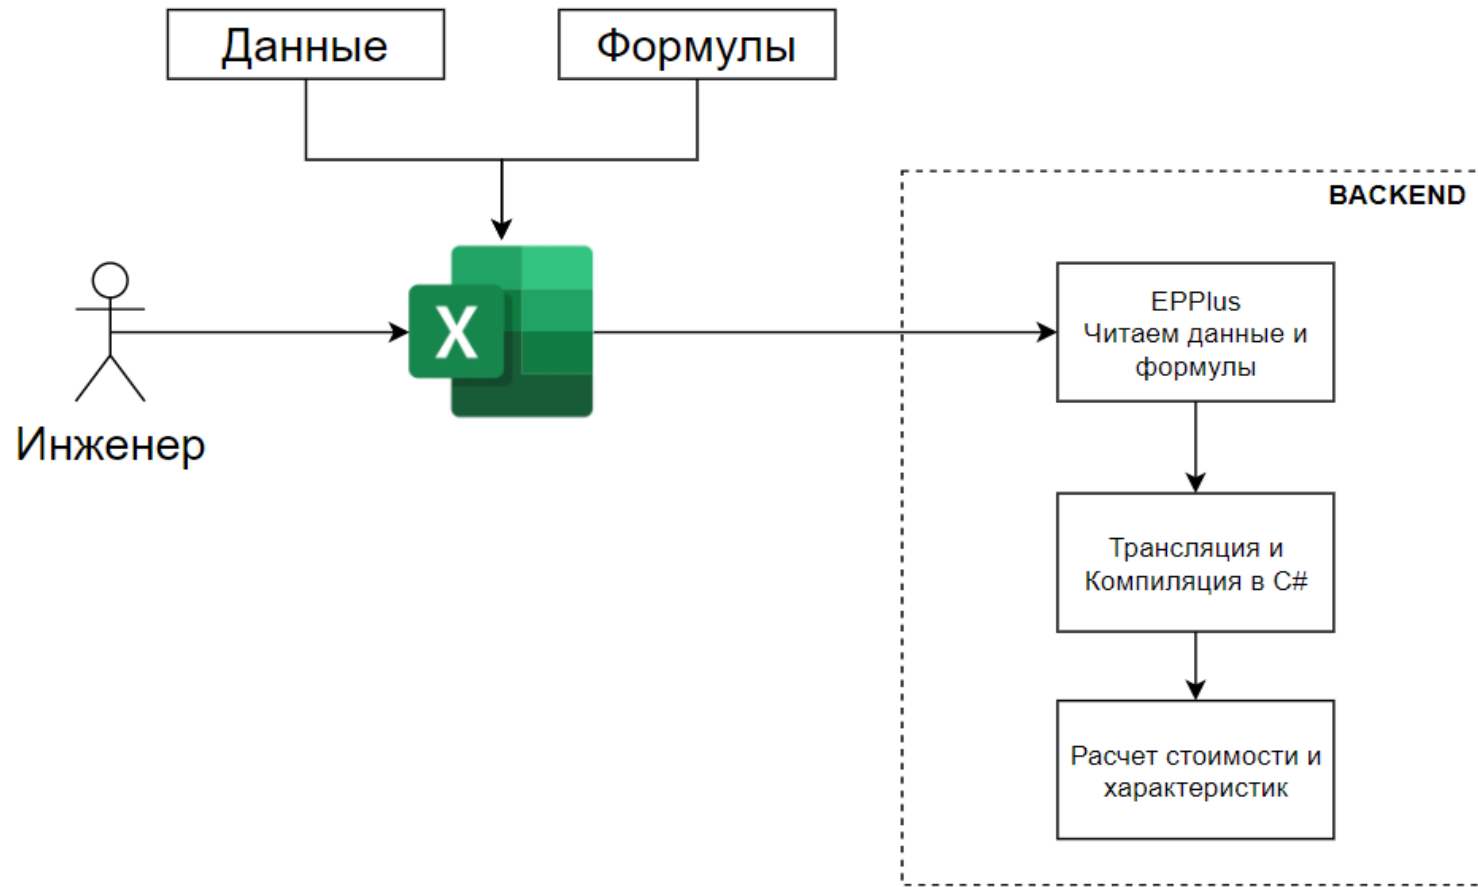 Данные
Формулы
BACKEND
X
EPPlus
Читаем данные и
формулы
Инженер
Трансляция и
Компиляция в C#
Расчет стоимости и
характеристик